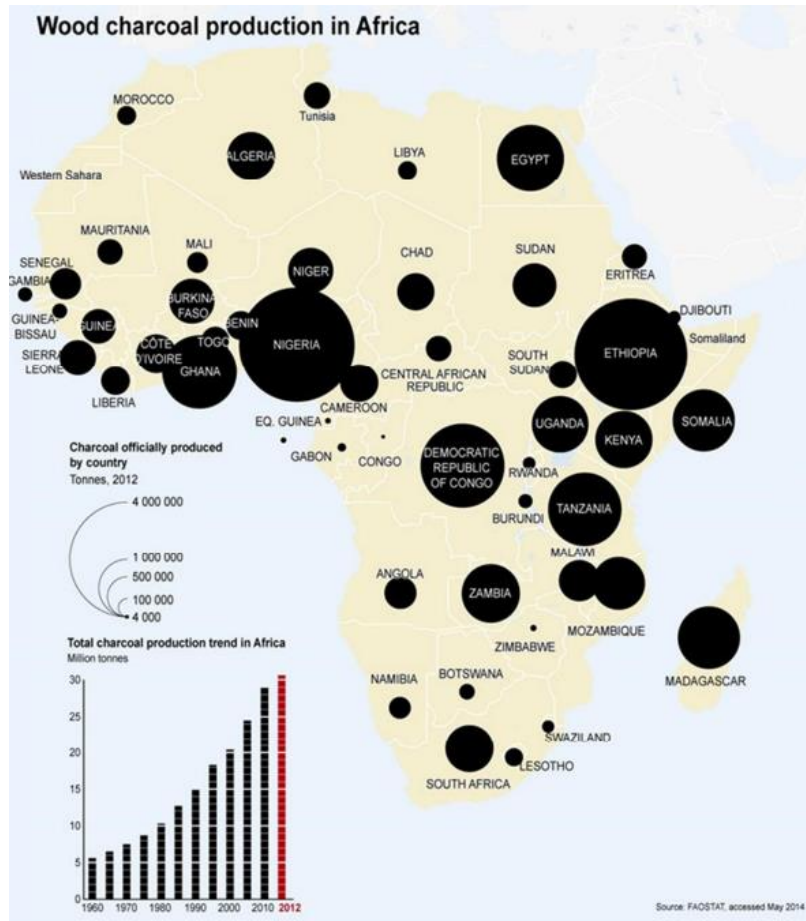 Wood charcoal production in Africa
MOROCCO
Tunisia
ALGERIA
LIBYA
EGYPT
Western Sahara
MAURITANIA
MALI
NIGER
CHAD
SUDAN
ERITREA
SENEGAL
GAMBIA
GUINEA-
BISSAU
GUINEA
BURKINA
FASO
BENIN
TOGO
CÔTE
D'IVOIRE
GHANA
NIGERIA
SIERRA
LEONE
LIBERIA
DJIBOUTI
Somaliland
ETHIOPIA
SOUTH
SUDAN
CENTRAL AFRICAN
REPUBLIC
CAMEROON
EQ. GUINEA
GABON
CONGO
DEMOCRATIC
REPUBLIC
OF CONGO
UGANDA
KENYA
SOMALIA
RWANDA
BURUNDI
TANZANIA
MALAWI
ANGOLA
ZAMBIA
MOZAMBIQUE
ZIMBABWE
MADAGASCAR
NAMIBIA
BOTSWANA
SWAZILAND
LESOTHO
SOUTH AFRICA
Charcoal officially produced
by country
Tonnes, 2012
4 000 000
1 000 000
500 000
100 000
4 000
Total charcoal production trend in Africa
Million tonnes
30
25
20
15
10
5
0
1960 1970 1980 1990 2000 2010 2012
Source: FAOSTAT, accessed May 2014